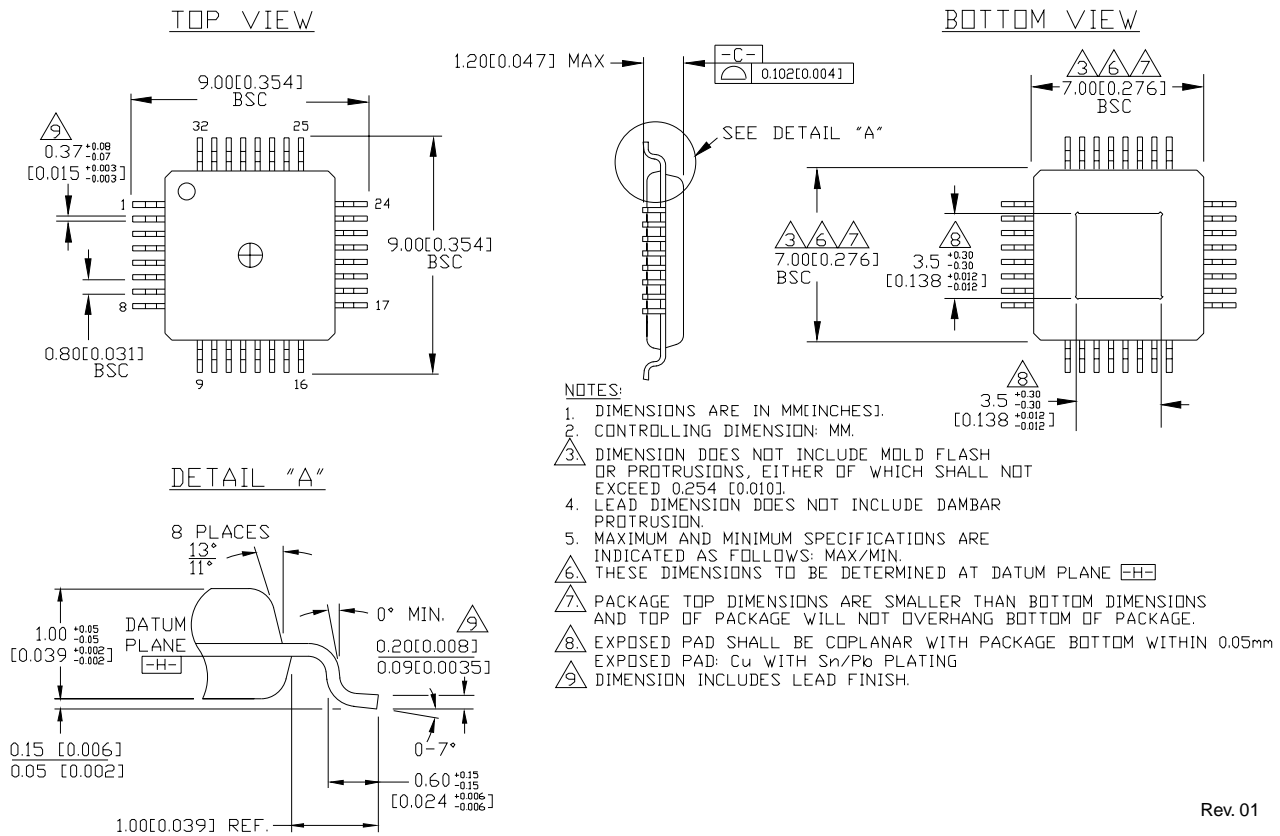 TOP VIEW
9.00[0.354]
BSC
9
0.37 +0.08 -0.07
[0.015 +0.003 -0.003]
32
25
1
24
8
17
9
16
9.00[0.354]
BSC
0.80[0.031]
BSC
1.20[0.047] MAX
-C-
0.102[0.004]
SEE DETAIL "A"
3 6 7
7.00[0.276]
BSC
BOTTOM VIEW
3 6 7
7.00[0.276]
BSC
8
3.5 +0.30 -0.30
[0.138 +0.012 -0.012]
8
3.5 +0.30 -0.30
[0.138 +0.012 -0.012]
NOTES:
1. DIMENSIONS ARE IN MM[INCHES].
2. CONTROLLING DIMENSION: MM.
3. DIMENSION DOES NOT INCLUDE MOLD FLASH
OR PROTRUSIONS, EITHER OF WHICH SHALL NOT
EXCEED 0.254 [0.010].
4. LEAD DIMENSION DOES NOT INCLUDE DAMBAR
PROTRUSION.
5. MAXIMUM AND MINIMUM SPECIFICATIONS ARE
INDICATED AS FOLLOWS: MAX/MIN.
6. THESE DIMENSIONS TO BE DETERMINED AT DATUM PLANE -H-
7. PACKAGE TOP DIMENSIONS ARE SMALLER THAN BOTTOM DIMENSIONS
AND TOP OF PACKAGE WILL NOT OVERHANG BOTTOM OF PACKAGE.
8. EXPOSED PAD SHALL BE COPLANAR WITH PACKAGE BOTTOM WITHIN 0.05mm
EXPOSED PAD: Cu WITH Sn/Pb PLATING
9. DIMENSION INCLUDES LEAD FINISH.
DETAIL "A"
8 PLACES
13°
11°
1.00 +0.05 -0.05
[0.039 +0.002 -0.002]
DATUM
PLANE
-H-
0° MIN.
9
0.20[0.008]
0.09[0.0035]
0.15 [0.006]
0.05 [0.002]
0-7°
0.60 +0.15 -0.15
[0.024 +0.006 -0.006]
1.00[0.039] REF.
Rev. 01